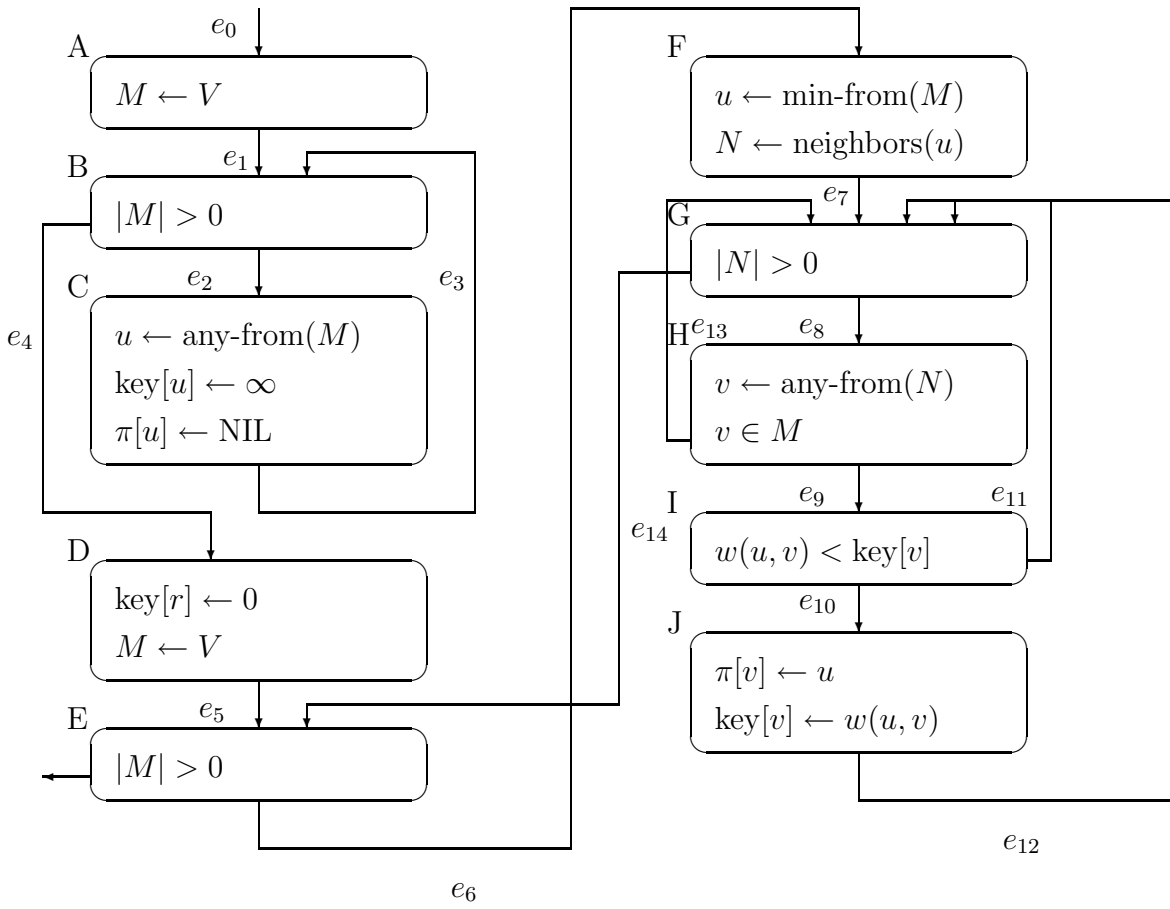 e₀
A
M ← V
e₁
B
|M| > 0
e₂
e₃
C
u ← any-from(M)
key[u] ← ∞
π[u] ← NIL
e₄
D
key[r] ← 0
M ← V
e₅
E
|M| > 0
e₆
F
u ← min-from(M)
N ← neighbors(u)
e₇
G
|N| > 0
e₁₃
e₈
H
v ← any-from(N)
v ∈ M
e₉
e₁₁
e₁₄
I
w(u, v) < key[v]
e₁₀
J
π[v] ← u
key[v] ← w(u, v)
e₁₂